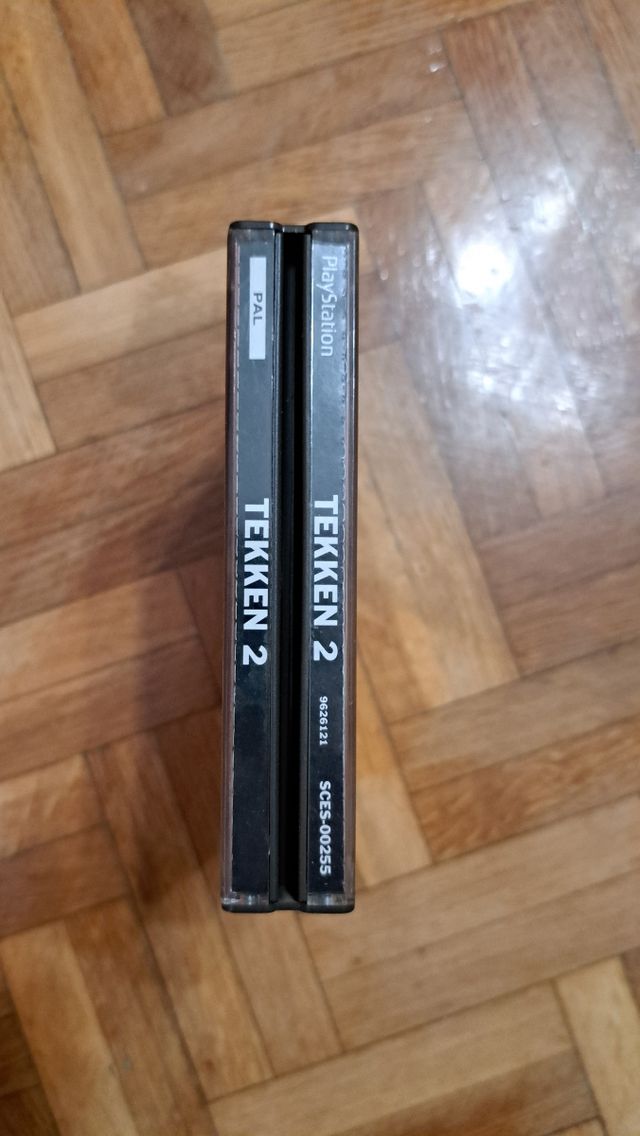 PAL
TEKKEN 2
PlayStation
TEKKEN 2
9626121
SCES-00255